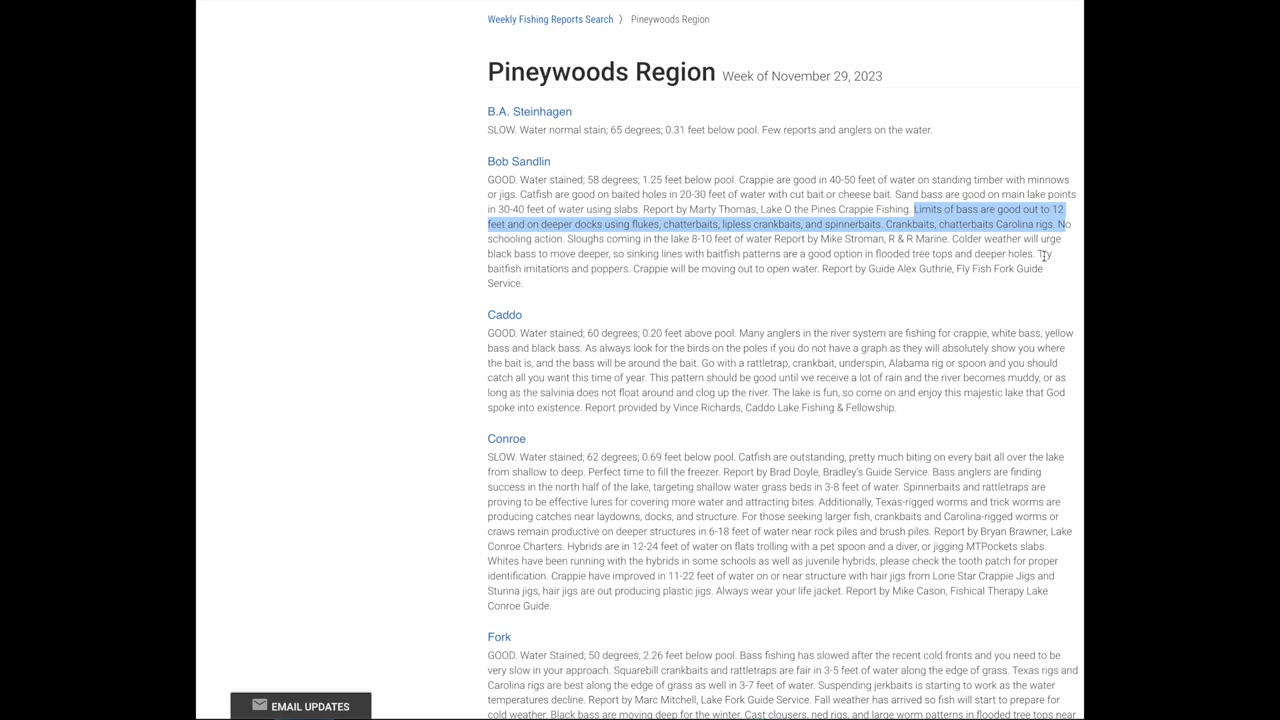 Weekly Fishing Reports Search 〉 Pineywoods Region
Pineywoods Region Week of November 29, 2023
B.A. Steinhagen
SLOW. Water normal stain; 65 degrees; 0.31 feet below pool. Few reports and anglers on the water.
Bob Sandlin
GOOD. Water stained; 58 degrees; 1.25 feet below pool. Crappie are good in 40-50 feet of water on standing timber with minnows
or jigs. Catfish are good on baited holes in 20-30 feet of water with cut bait or cheese bait. Sand bass are good on main lake points
in 30-40 feet of water using slabs. Report by Marty Thomas, Lake O the Pines Crappie Fishing. Limits of bass are good out to 12
feet and on deeper docks using flukes, chatterbaits, lipless crankbaits, and spinnerbaits. Crankbaits, chatterbaits Carolina rigs. No
schooling action. Sloughs coming in the lake 8-10 feet of water Report by Mike Stroman, R & R Marine. Colder weather will urge
black bass to move deeper, so sinking lines with baitfish patterns are a good option in flooded tree tops and deeper holes. Try
baitfish imitations and poppers. Crappie will be moving out to open water. Report by Guide Alex Guthrie, Fly Fish Fork Guide
Service.
Caddo
GOOD. Water stained; 60 degrees; 0.20 feet above pool. Many anglers in the river system are fishing for crappie, white bass, yellow
bass and black bass. As always look for the birds on the poles if you do not have a graph as they will absolutely show you where
the bait is, and the bass will be around the bait. Go with a rattletrap, crankbait, underspin, Alabama rig or spoon and you should
catch all you want this time of year. This pattern should be good until we receive a lot of rain and the river becomes muddy, or as
long as the salvinia does not float around and clog up the river. The lake is fun, so come on and enjoy this majestic lake that God
spoke into existence. Report provided by Vince Richards, Caddo Lake Fishing & Fellowship.
Conroe
SLOW. Water stained; 62 degrees; 0.69 feet below pool. Catfish are outstanding, pretty much biting on every bait all over the lake
from shallow to deep. Perfect time to fill the freezer. Report by Brad Doyle, Bradley's Guide Service. Bass anglers are finding
success in the north half of the lake, targeting shallow water grass beds in 3-8 feet of water. Spinnerbaits and rattletraps are
proving to be effective lures for covering more water and attracting bites. Additionally, Texas-rigged worms and trick worms are
producing catches near laydowns, docks, and structure. For those seeking larger fish, crankbaits and Carolina-rigged worms or
craws remain productive on deeper structures in 6-18 feet of water near rock piles and brush piles. Report by Bryan Brawner, Lake
Conroe Charters. Hybrids are in 12-24 feet of water on flats trolling with a pet spoon and a diver, or jigging MTPockets slabs.
Whites have been running with the hybrids in some schools as well as juvenile hybrids, please check the tooth patch for proper
identification. Crappie have improved in 11-22 feet of water on or near structure with hair jigs from Lone Star Crappie Jigs and
Stunna jigs, hair jigs are out producing plastic jigs. Always wear your life jacket. Report by Mike Cason, Fishical Therapy Lake
Conroe Guide.
Fork
GOOD. Water Stained; 50 degrees; 2.26 feet below pool. Bass fishing has slowed after the recent cold fronts and you need to be
very slow in your approach. Squarebill crankbaits and rattletraps are fair in 3-5 feet of water along the edge of grass. Texas rigs and
Carolina rigs are best along the edge of grass as well in 3-7 feet of water. Suspending jerkbaits is starting to work as the water
temperatures decline. Report by Marc Mitchell, Lake Fork Guide Service. Fall weather has arrived so fish will start to prepare for
cold weather. Black bass are moving deep for the winter. Cast clousers, ned rigs, and large worm patterns in flooded tree tops near
EMAIL UPDATES